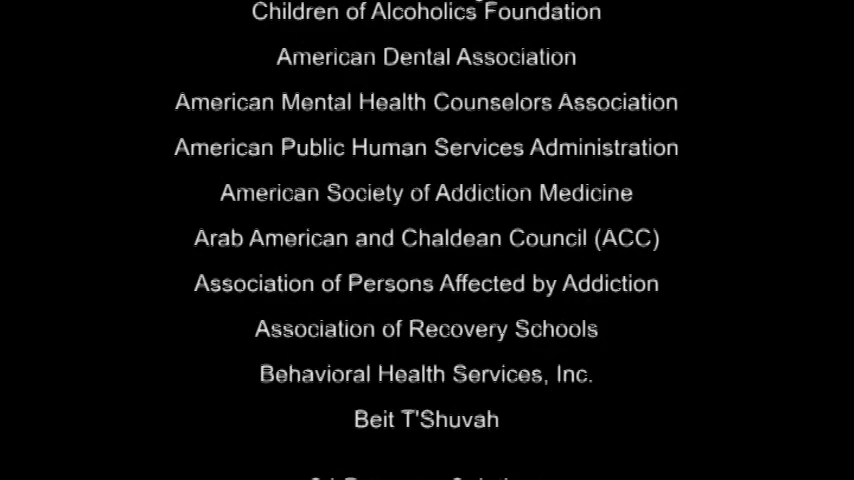 Children of Alcoholics Foundation
American Dental Association
American Mental Health Counselors Association
American Public Human Services Administration
American Society of Addiction Medicine
Arab American and Chaldean Council (ACC)
Association of Persons Affected by Addiction
Association of Recovery Schools
Behavioral Health Services, Inc.
Beit T'Shuvah